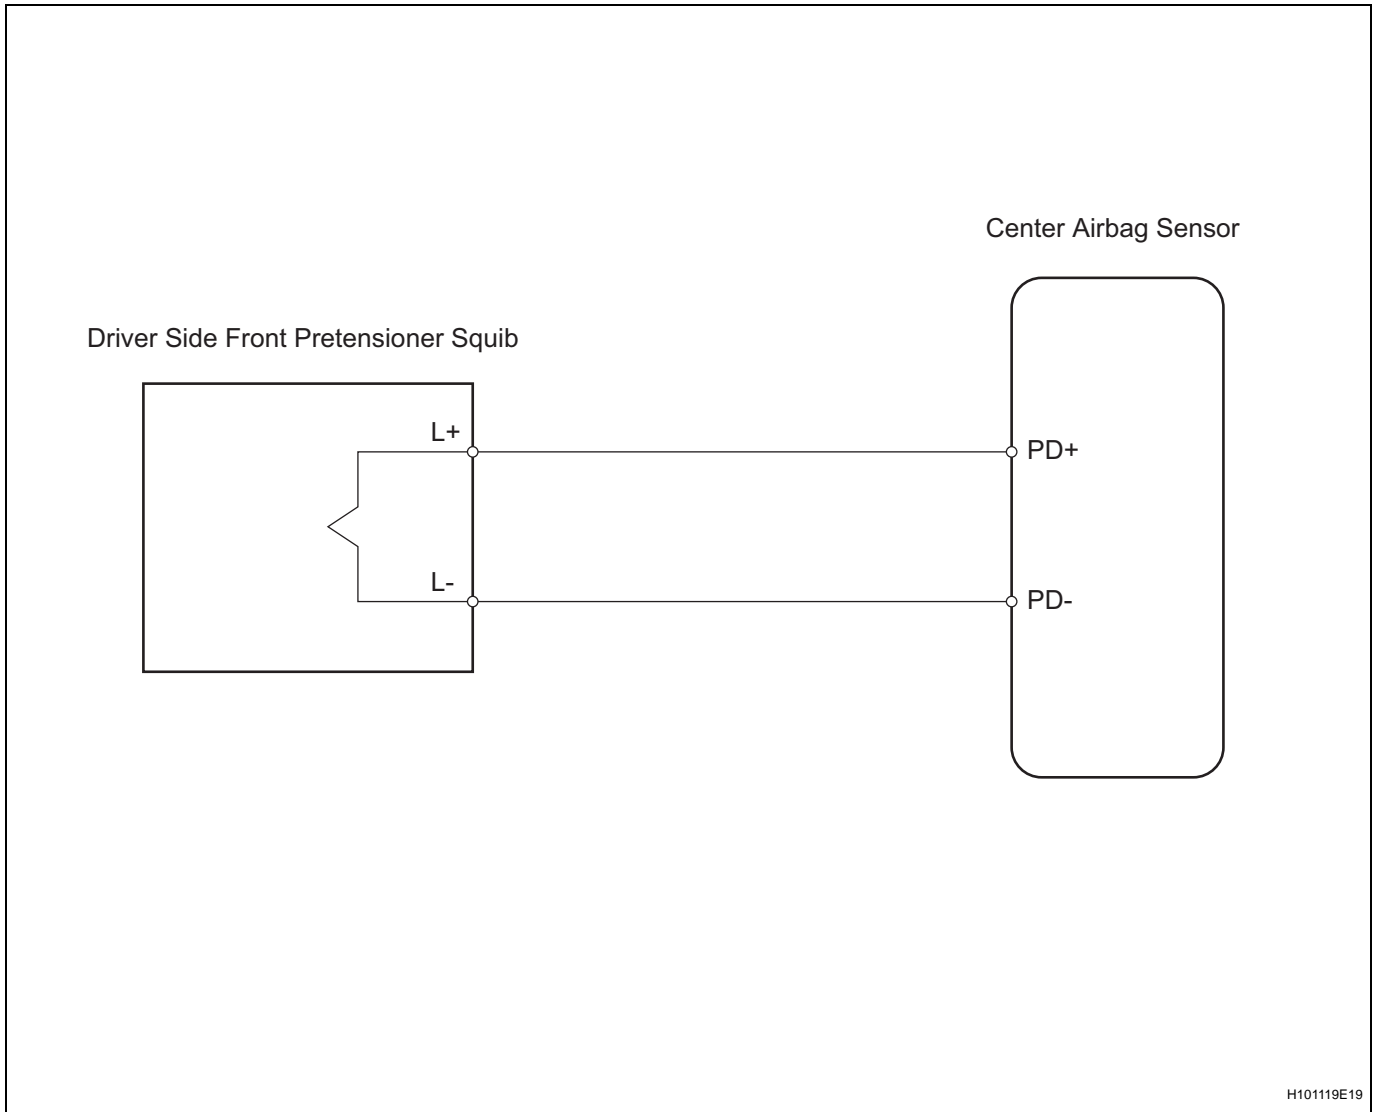 Center Airbag Sensor
Driver Side Front Pretensioner Squib
L+
PD+
L-
PD-
H101119E19